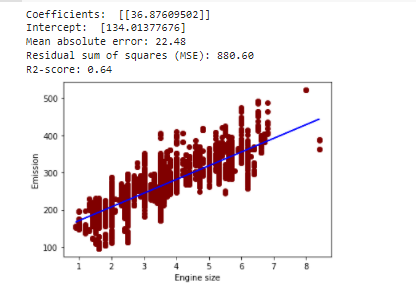 Coefficients:  [[36.87609502]]
Intercept:  [134.01377676]
Mean absolute error: 22.48
Residual sum of squares (MSE): 880.60
R2-score: 0.64
500
400
300
200
100
Emission
1 2 3 4 5 6 7 8
Engine size